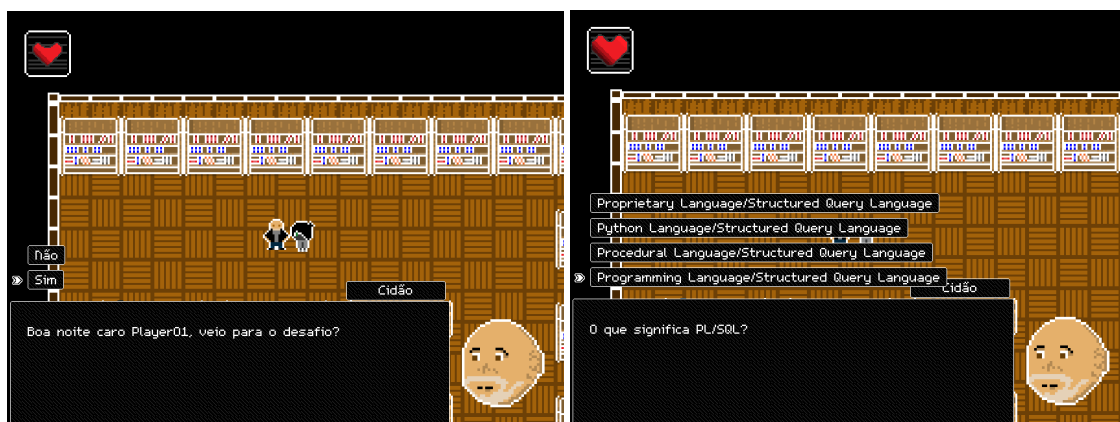 Não
Sim
Cidão
Boa noite caro Player01, veio para o desafio?
Proprietary Language/Structured Query Language
Python Language/Structured Query Language
Procedural Language/Structured Query Language
Programming Language/Structured Query Language
Cidão
O que significa PL/SQL?